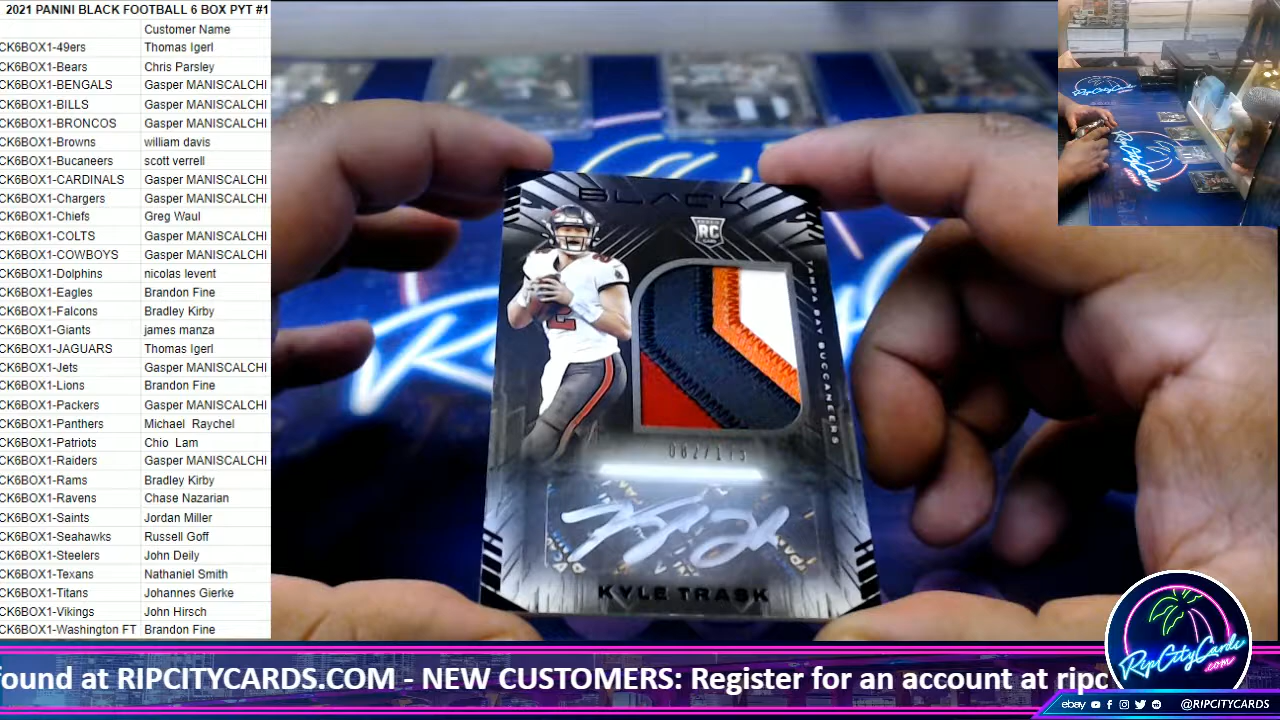 2021 PANINI BLACK FOOTBALL 6 BOX PYT #1
Customer Name
CK6BOX1-49ers Thomas Igerl
CK6BOX1-Bears Chris Parsley
CK6BOX1-BENGALS Gasper MANISCALCHI
CK6BOX1-BILLS Gasper MANISCALCHI
CK6BOX1-BRONCOS Gasper MANISCALCHI
CK6BOX1-Browns william davis
CK6BOX1-Bucaneers scott verrell
CK6BOX1-CARDINALS Gasper MANISCALCHI
CK6BOX1-Chargers Gasper MANISCALCHI
CK6BOX1-Chiefs Greg Waul
CK6BOX1-COLTS Gasper MANISCALCHI
CK6BOX1-COWBOYS Gasper MANISCALCHI
CK6BOX1-Dolphins nicolas levent
CK6BOX1-Eagles Brandon Fine
CK6BOX1-Falcons Bradley Kirby
CK6BOX1-Giants james manza
CK6BOX1-JAGUARS Thomas Igerl
CK6BOX1-Jets Gasper MANISCALCHI
CK6BOX1-Lions Brandon Fine
CK6BOX1-Packers Gasper MANISCALCHI
CK6BOX1-Panthers Michael Raychel
CK6BOX1-Patriots Chio Lam
CK6BOX1-Raiders Gasper MANISCALCHI
CK6BOX1-Rams Bradley Kirby
CK6BOX1-Ravens Chase Nazarian
CK6BOX1-Saints Jordan Miller
CK6BOX1-Seahawks Russell Goff
CK6BOX1-Steelers John Deily
CK6BOX1-Texans Nathaniel Smith
CK6BOX1-Titans Johannes Gierke
CK6BOX1-Vikings John Hirsch
CK6BOX1-Washington FT Brandon Fine
BLACK
RC
TAMPA BAY BUCCANEERS
2
KYLE TRASK
found at RIPCITYCARDS.COM - NEW CUSTOMERS: Register for an account at ripc
RipCityCards
.com
ebay @RIPCITYCARDS